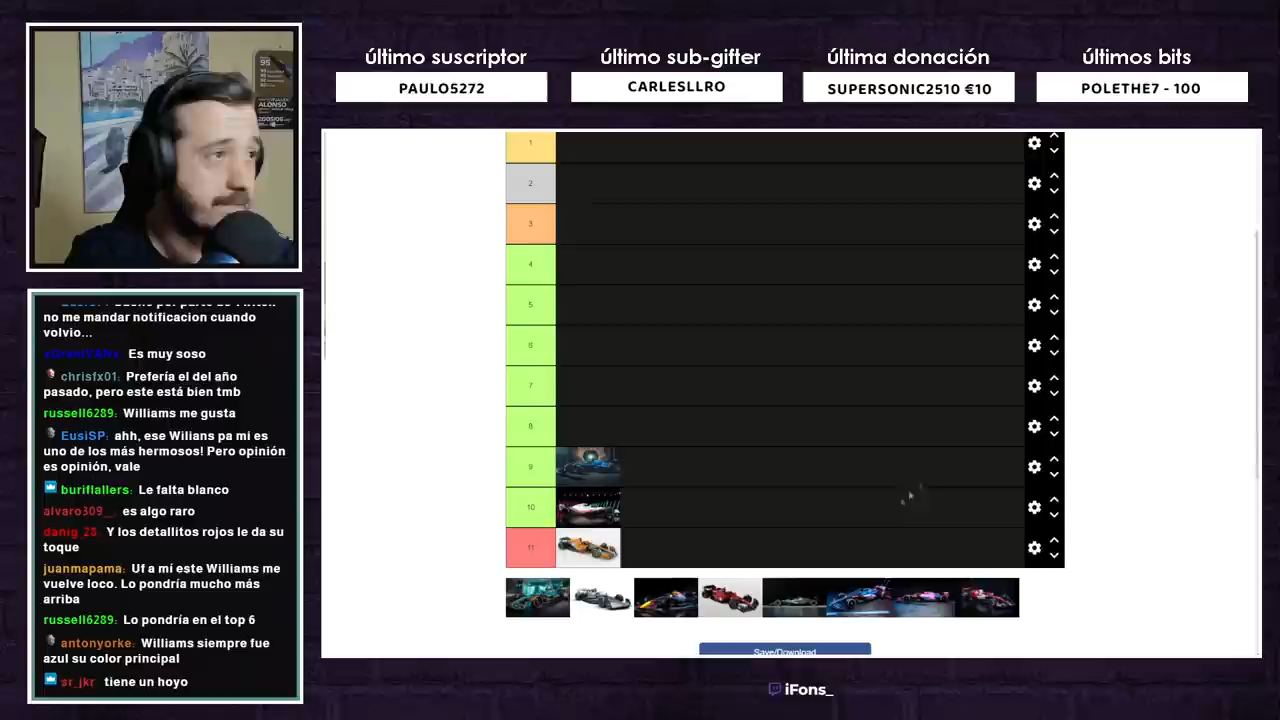 último suscriptor
último sub-gifter
última donación
últimos bits
PAULO5272
CARLESLLRO
SUPERSONIC2510 €10
POLETHE7 - 100
95
ALONSO
2005/06
1
2
3
4
5
6
7
8
9
10
11
Save/Download
no me mandar notificacion cuando
volvio...
Es muy soso
chrisfx01: Prefería el del año
pasado, pero este está bien tmb
russell6289: Williams me gusta
EusiSP: ahh, ese Wilians pa mi es
uno de los más hermosos! Pero opinión
es opinión, vale
buriflallers: Le falta blanco
alvaro309__: es algo raro
danig_28: Y los detallitos rojos le da su
toque
juanmapama: Uf a mí este Williams me
vuelve loco. Lo pondría mucho más
arriba
russell6289: Lo pondría en el top 6
antonyorke: Williams siempre fue
azul su color principal
sr_jkr tiene un hoyo
iFons_